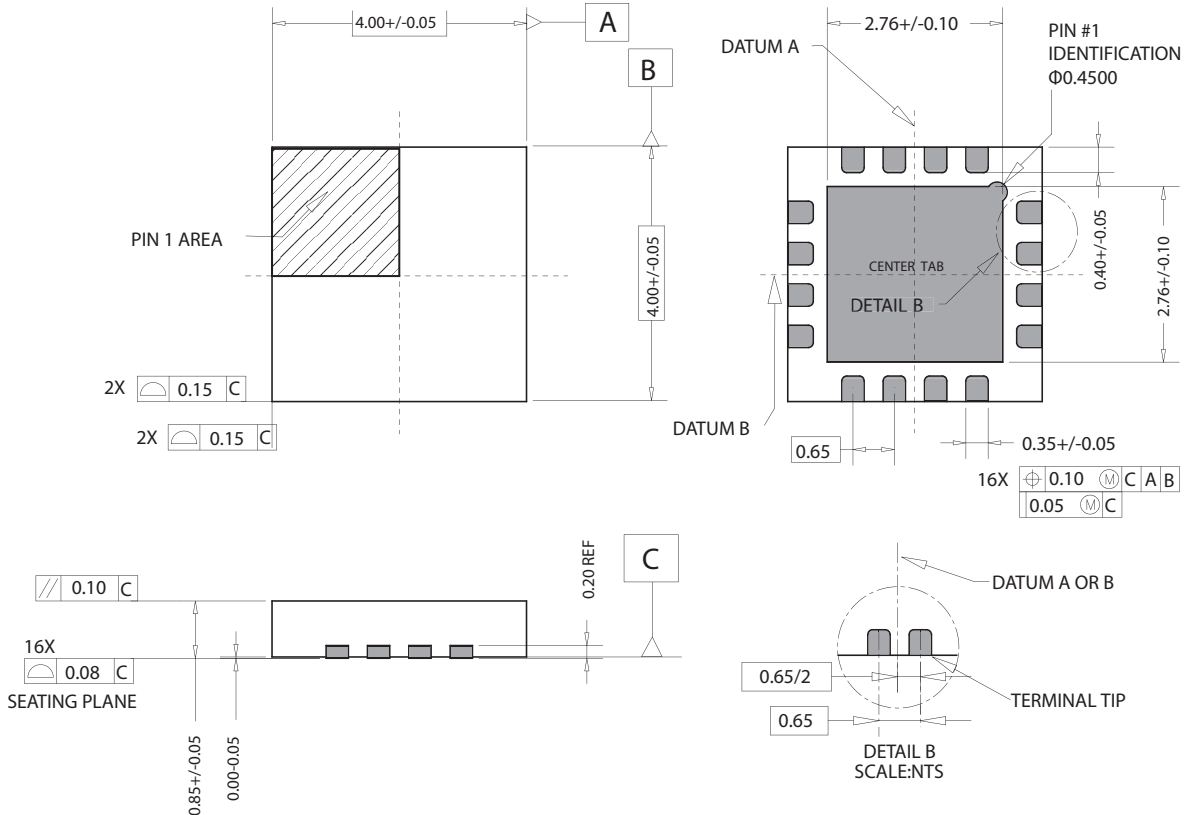 4.00+/-0.05
A
B
4.00+/-0.05
PIN 1 AREA
2X ⌓ 0.15 C
2X ⌓ 0.15 C
DATUM A
2.76+/-0.10
PIN #1
IDENTIFICATION
Φ0.4500
0.40+/-0.05
2.76+/-0.10
CENTER TAB
DETAIL B
DATUM B
0.65
0.35+/-0.05
16X ⌖ 0.10 Ⓜ C A B
0.05 Ⓜ C
// 0.10 C
16X
⌓ 0.08 C
SEATING PLANE
0.85+/-0.05
0.00-0.05
0.20 REF
C
DATUM A OR B
0.65/2
0.65
TERMINAL TIP
DETAIL B
SCALE:NTS